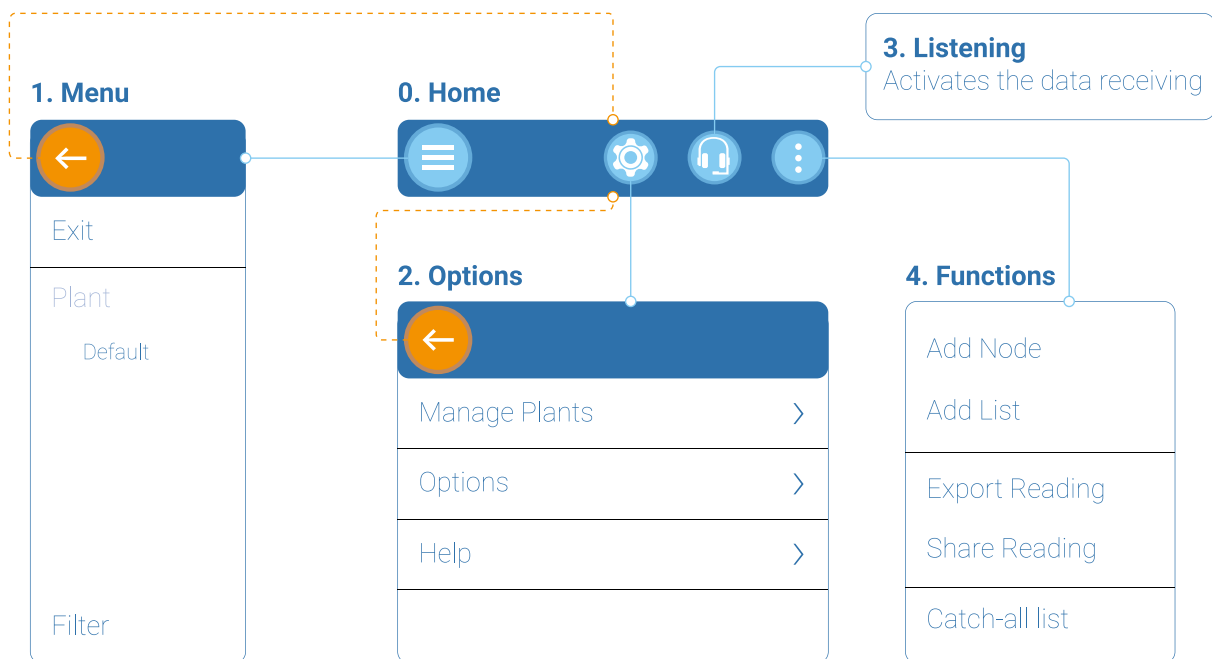 3. Listening
Activates the data receiving
1. Menu
0. Home
Exit
Plant
Default
Filter
2. Options
Manage Plants
Options
Help
4. Functions
Add Node
Add List
Export Reading
Share Reading
Catch-all list